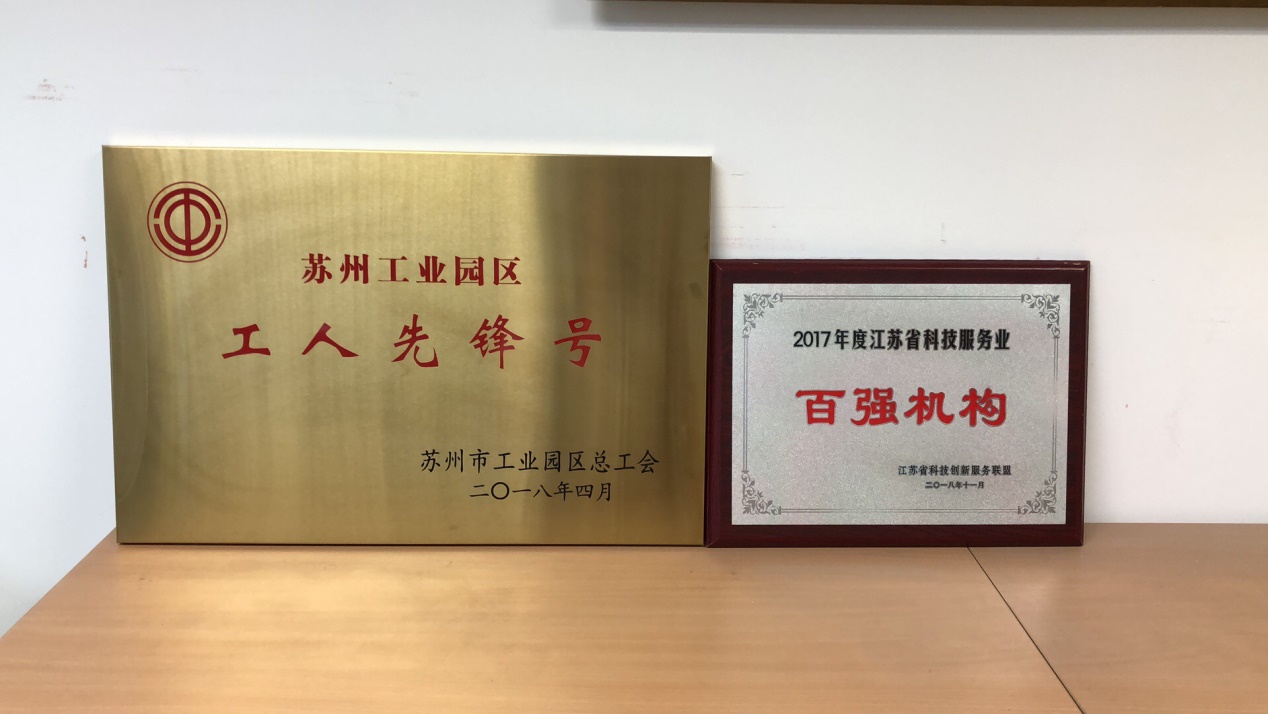 苏州工业园区
工人先锋号
苏州市工业园区总工会
二〇一八年四月
2017年度江苏省科技服务业
百强机构
江苏省科技创新服务联盟
二〇一八年十一月